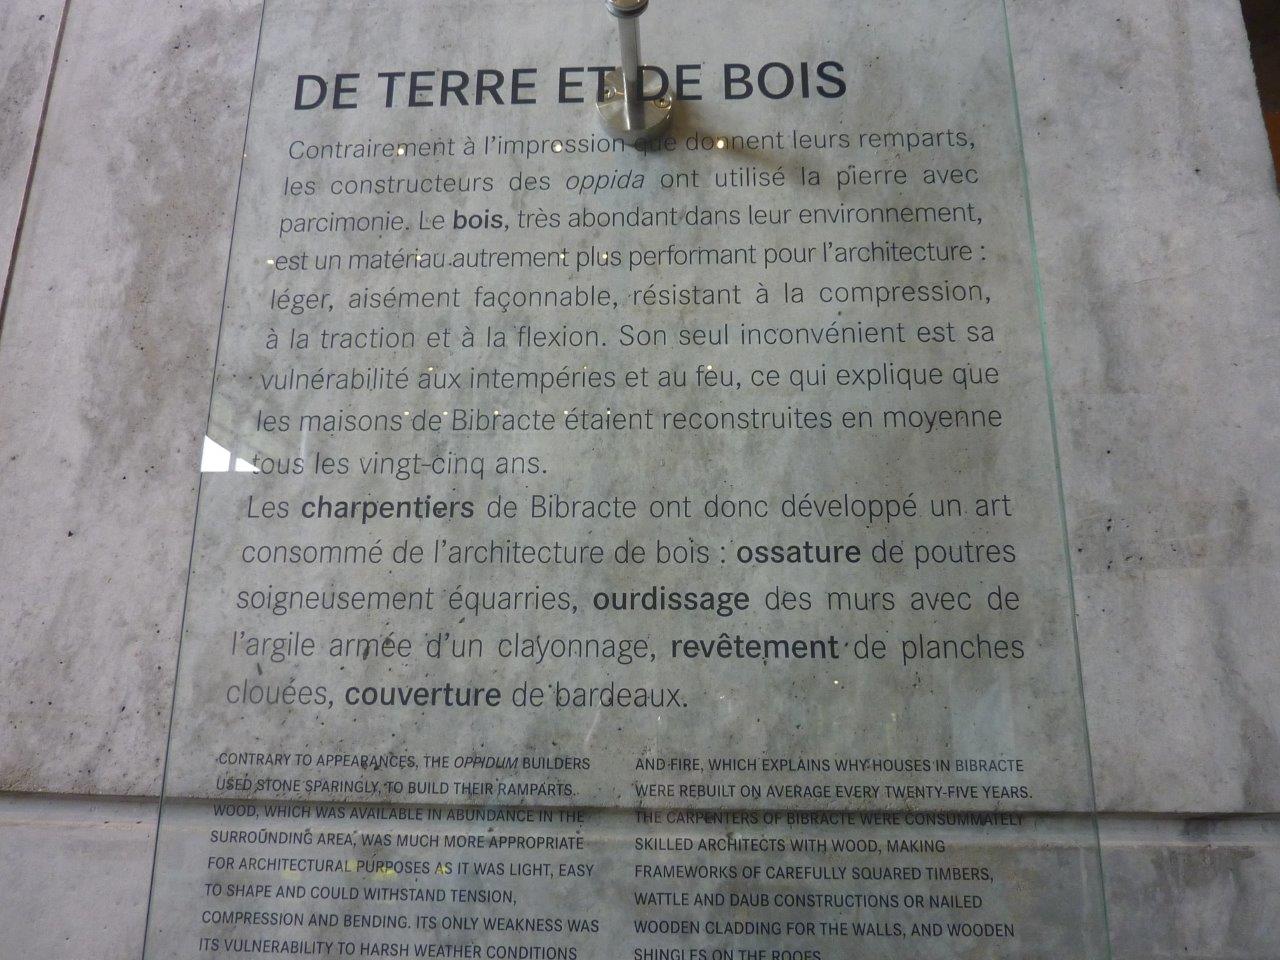 DE TERRE ET DE BOIS
Contrairement à l'impression que donnent leurs remparts,
les constructeurs des oppida ont utilisé la pierre avec
parcimonie. Le bois, très abondant dans leur environnement,
est un matériau autrement plus performant pour l'architecture :
léger, aisément façonnable, résistant à la compression,
à la traction et à la flexion. Son seul inconvénient est sa
vulnérabilité aux intempéries et au feu, ce qui explique que
les maisons de Bibracte étaient reconstruites en moyenne
tous les vingt-cinq ans.
Les charpentiers de Bibracte ont donc développé un art
consommé de l'architecture de bois : ossature de poutres
soigneusement équarries, ourdissage des murs avec de
l'argile armée d'un clayonnage, revêtement de planches
clouées, couverture de bardeaux.
CONTRARY TO APPEARANCES, THE OPPIDUM BUILDERS
USED STONE SPARINGLY, TO BUILD THEIR RAMPARTS.
WOOD, WHICH WAS AVAILABLE IN ABUNDANCE IN THE
SURROUNDING AREA, WAS MUCH MORE APPROPRIATE
FOR ARCHITECTURAL PURPOSES AS IT WAS LIGHT, EASY
TO SHAPE AND COULD WITHSTAND TENSION,
COMPRESSION AND BENDING. ITS ONLY WEAKNESS WAS
ITS VULNERABILITY TO HARSH WEATHER CONDITIONS
AND FIRE, WHICH EXPLAINS WHY HOUSES IN BIBRACTE
WERE REBUILT ON AVERAGE EVERY TWENTY-FIVE YEARS.
THE CARPENTERS OF BIBRACTE WERE CONSUMMATELY
SKILLED ARCHITECTS WITH WOOD, MAKING
FRAMEWORKS OF CAREFULLY SQUARED TIMBERS,
WATTLE AND DAUB CONSTRUCTIONS OR NAILED
WOODEN CLADDING FOR THE WALLS, AND WOODEN
SHINGLES ON THE ROOFS.